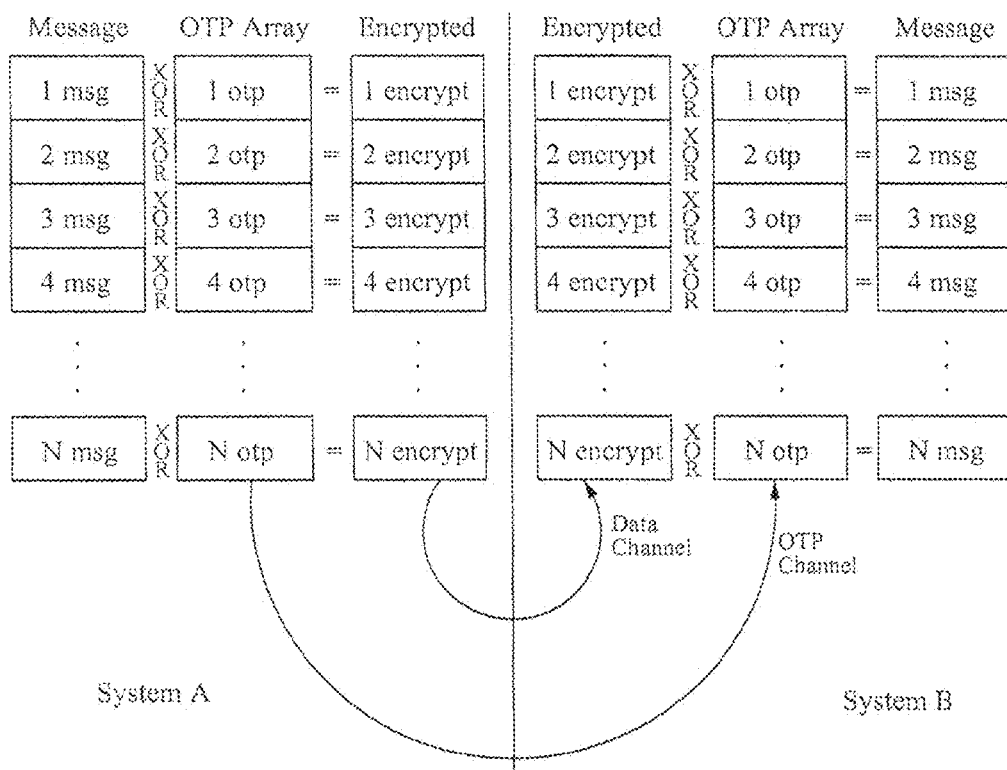 Message OTP Array Encrypted Encrypted OTP Array Message
1 msg XOR 1 otp = 1 encrypt 1 encrypt XOR 1 otp = 1 msg
2 msg XOR 2 otp = 2 encrypt 2 encrypt XOR 2 otp = 2 msg
3 msg XOR 3 otp = 3 encrypt 3 encrypt XOR 3 otp = 3 msg
4 msg XOR 4 otp = 4 encrypt 4 encrypt XOR 4 otp = 4 msg
N msg XOR N otp = N encrypt N encrypt XOR N otp = N msg
Data
Channel
OTP
Channel
System A System B